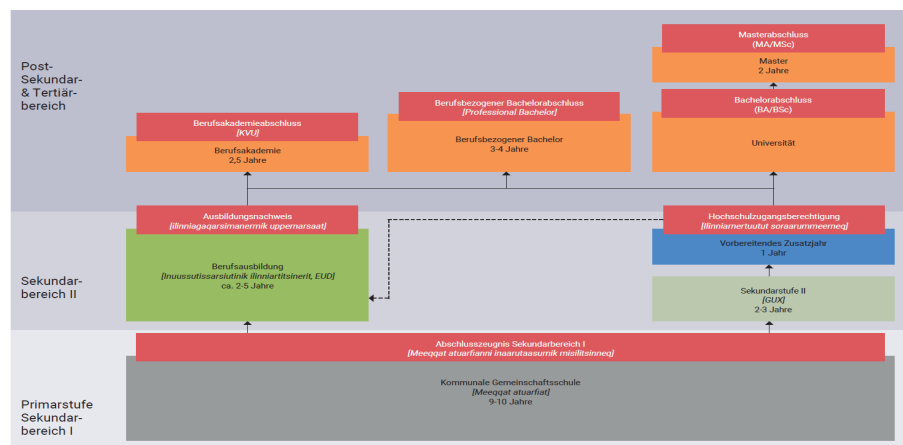 Post-
Sekundar-
& Tertiär-
bereich
Masterabschluss
(MA/MSc)
Master
2 Jahre
Berufsbezogener Bachelorabschluss
[Professional Bachelor]
Bachelorabschluss
(BA/BSc)
Berufsakademieabschluss
[KVU]
Berufsbezogener Bachelor
3-4 Jahre
Universität
Berufsakademie
2,5 Jahre
Ausbildungsnachweis
[ilinniagaqarsimanermik uppernarsaat]
Hochschulzugangsberechtigung
[Ilinniarnertuutut soraarummeerneq]
Vorbereitendes Zusatzjahr
1 Jahr
Sekundar-
bereich II
Berufsausbildung
[Inuussutissarsiutinik ilinniartitsinerit, EUD]
ca. 2-5 Jahre
Sekundarstufe II
[GUX]
2-3 Jahre
Abschlusszeugnis Sekundarbereich I
[Meeqqat atuarfianni inaarutaasumik misilitsinneq]
Kommunale Gemeinschaftsschule
[Meeqqat atuarfiat]
9-10 Jahre
Primarstufe
Sekundar-
bereich I